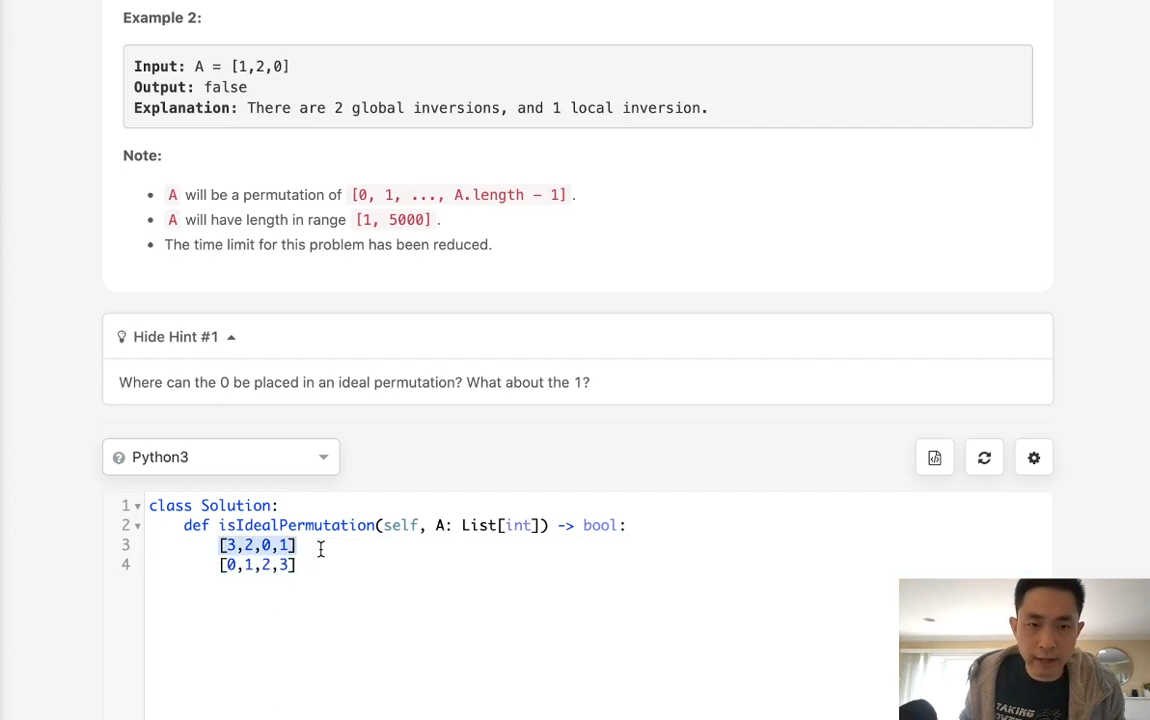 Example 2:
Input: A = [1,2,0]
Output: false
Explanation: There are 2 global inversions, and 1 local inversion.
Note:
A will be a permutation of [0, 1, ..., A.length - 1].
A will have length in range [1, 5000].
The time limit for this problem has been reduced.
Hide Hint #1
Where can the 0 be placed in an ideal permutation? What about the 1?
Python3
1 class Solution:
2 def isIdealPermutation(self, A: List[int]) -> bool:
3 [3,2,0,1]
4 [0,1,2,3]
TAKING